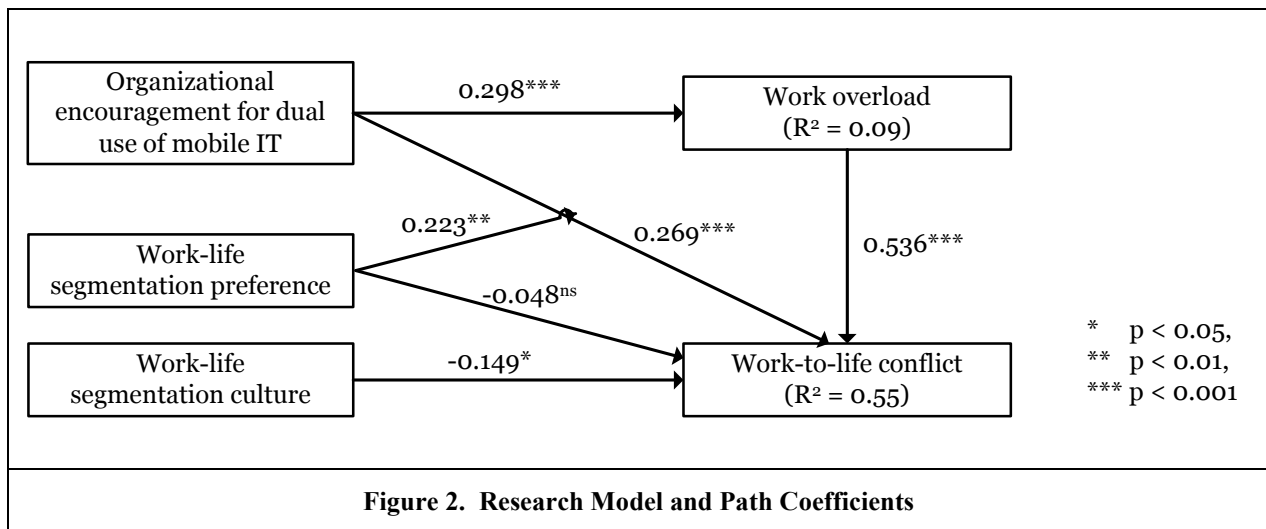 Organizational
encouragement for dual
use of mobile IT
0.298***
Work overload
(R² = 0.09)
0.223**
0.269***
0.536***
Work-life
segmentation preference
-0.048ⁿˢ
Work-life
segmentation culture
-0.149*
Work-to-life conflict
(R² = 0.55)
* p < 0.05,
** p < 0.01,
*** p < 0.001
Figure 2. Research Model and Path Coefficients